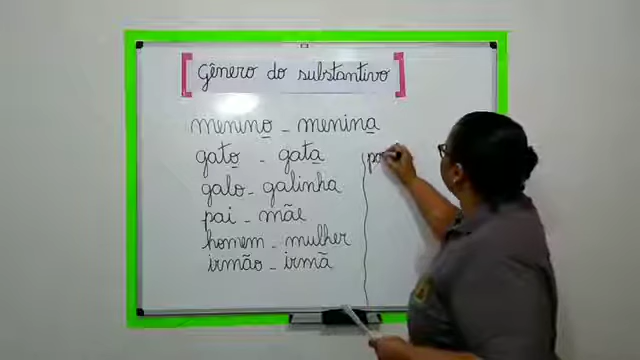 [Gênero do substantivo]
menino - menina
gato - gata
galo - galinha
pai - mãe
homem - mulher
irmão - irmã